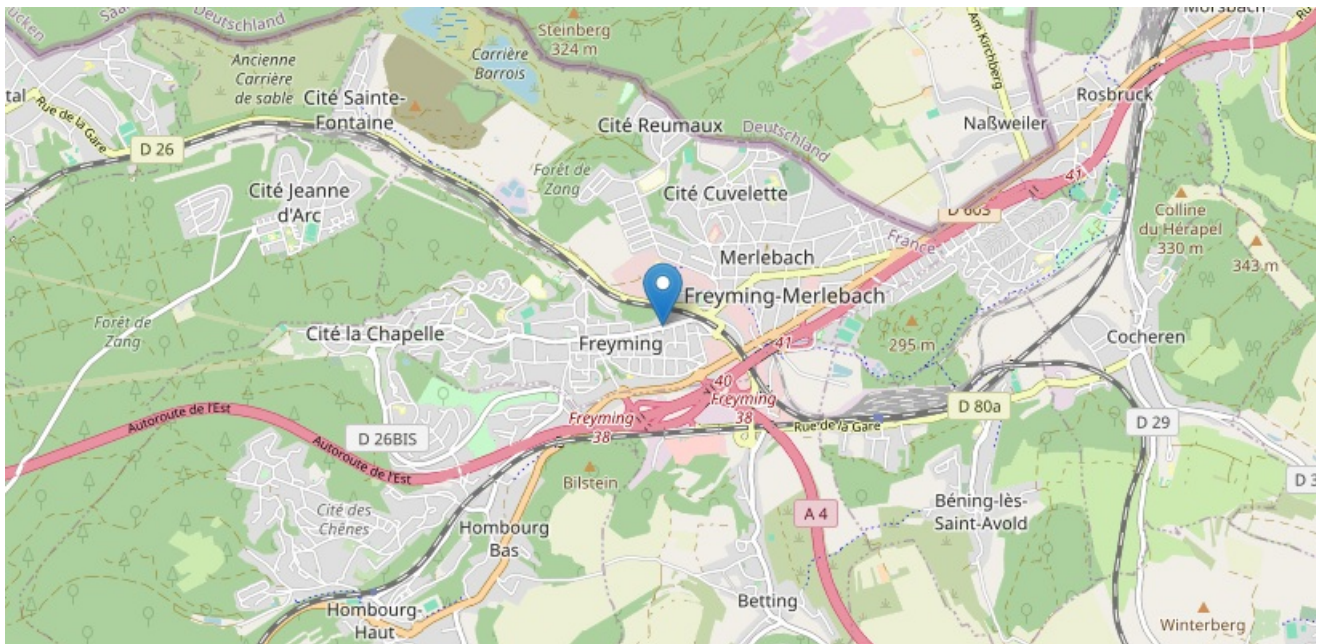 Deutschland
Morsbach
Steinberg
324 m
Am Kirchberg
Ancienne
Carrière
de sable
Carrière
Barrois
tal
Rue de la Gare
Cité Sainte-
Fontaine
Rosbruck
D 26
Cité Reumaux
Deutschland
Naßweiler
Forêt de
Zang
Cité Jeanne
d'Arc
Cité Cuvelette
41
D 603
Colline
du Hérapel
330 m
France
343 m
Merlebach
Freyming-Merlebach
Forêt de
Zang
Cité la Chapelle
Freyming
41
295 m
Cocheren
40
Freyming
38
Freyming
38
D 80a
Autoroute de l'Est
D 26BIS
Rue de la Gare
D 29
Autoroute de l'Est
Bilstein
D 3
Cité des
Chênes
A 4
Béning-lès-
Saint-Avold
Hombourg
Bas
Betting
Hombourg-
Haut
Winterberg